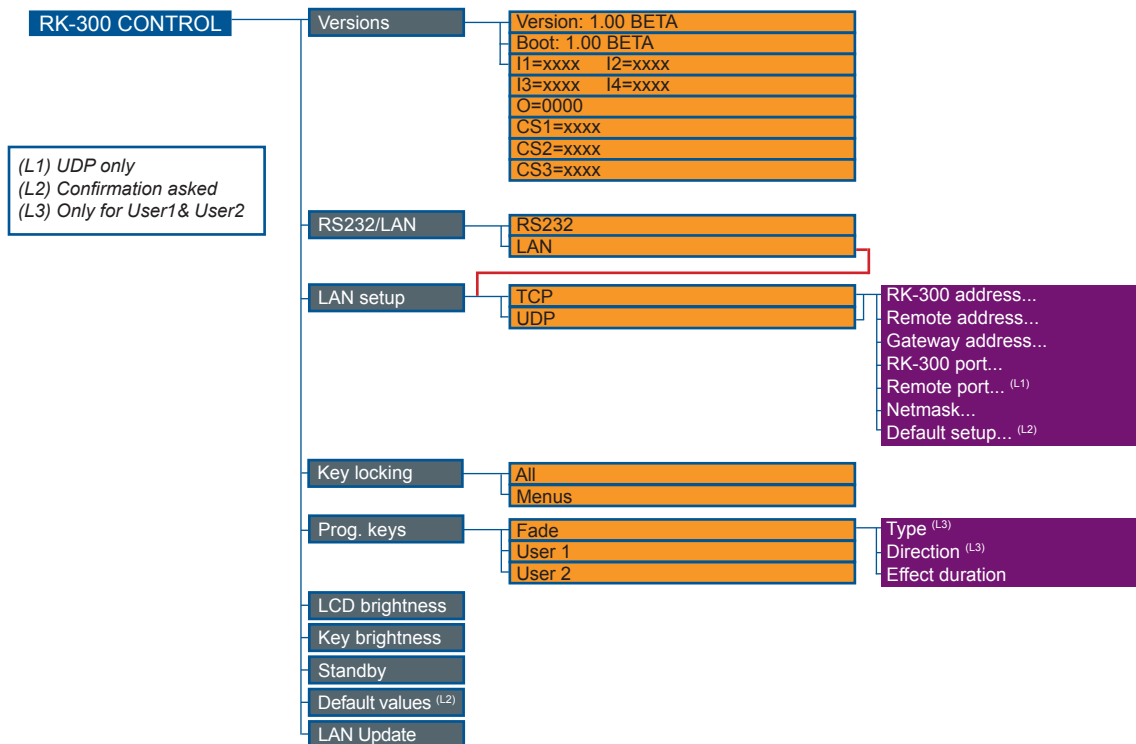 RK-300 CONTROL
Versions
Version: 1.00 BETA
Boot: 1.00 BETA
I1=xxxx I2=xxxx
I3=xxxx I4=xxxx
O=0000
CS1=xxxx
CS2=xxxx
CS3=xxxx
(L1) UDP only
(L2) Confirmation asked
(L3) Only for User1& User2
RS232/LAN
RS232
LAN
LAN setup
TCP
UDP
RK-300 address...
Remote address...
Gateway address...
RK-300 port...
Remote port... (L1)
Netmask...
Default setup... (L2)
Key locking
All
Menus
Prog. keys
Fade
User 1
User 2
Type (L3)
Direction (L3)
Effect duration
LCD brightness
Key brightness
Standby
Default values (L2)
LAN Update